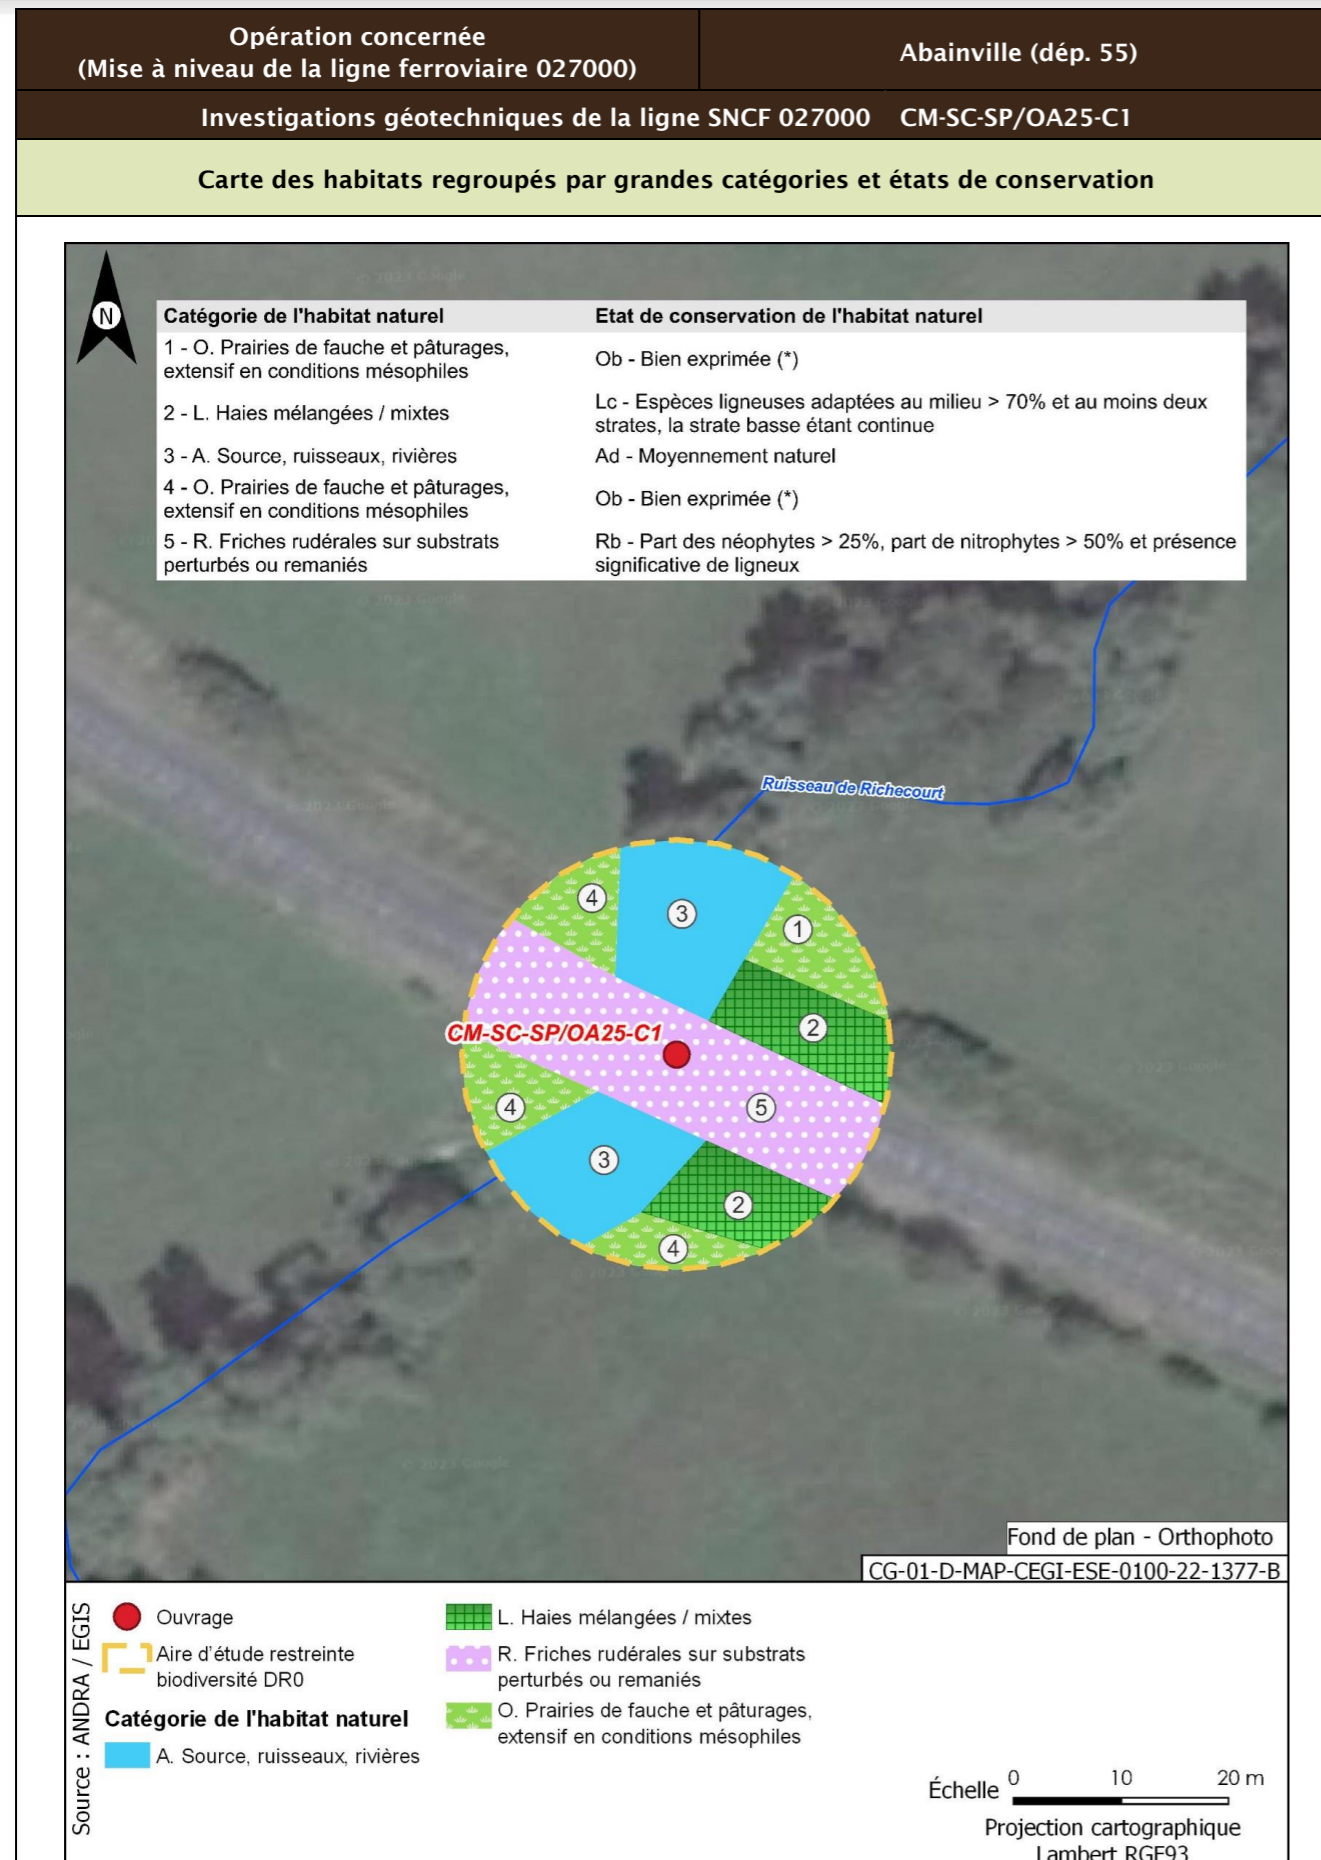 Opération concernée
(Mise à niveau de la ligne ferroviaire 027000)
Abainville (dép. 55)
Investigations géotechniques de la ligne SNCF 027000 CM-SC-SP/OA25-C1
Carte des habitats regroupés par grandes catégories et états de conservation
N
Catégorie de l'habitat naturel
Etat de conservation de l'habitat naturel
1 - O. Prairies de fauche et pâturages,
extensif en conditions mésophiles
Ob - Bien exprimée (*)
2 - L. Haies mélangées / mixtes
Lc - Espèces ligneuses adaptées au milieu > 70% et au moins deux
strates, la strate basse étant continue
3 - A. Source, ruisseaux, rivières
Ad - Moyennement naturel
4 - O. Prairies de fauche et pâturages,
extensif en conditions mésophiles
Ob - Bien exprimée (*)
5 - R. Friches rudérales sur substrats
perturbés ou remaniés
Rb - Part des néophytes > 25%, part de nitrophytes > 50% et présence
significative de ligneux
© 2023 Google
Ruisseau de Richecourt
4
3
1
2
CM-SC-SP/OA25-C1
4
5
3
2
4
Fond de plan - Orthophoto
CG-01-D-MAP-CEGI-ESE-0100-22-1377-B
Source : ANDRA / EGIS
Ouvrage
Aire d'étude restreinte
biodiversité DR0
Catégorie de l'habitat naturel
A. Source, ruisseaux, rivières
L. Haies mélangées / mixtes
R. Friches rudérales sur substrats
perturbés ou remaniés
O. Prairies de fauche et pâturages,
extensif en conditions mésophiles
Échelle 0 10 20 m
Projection cartographique
Lambert RGF93